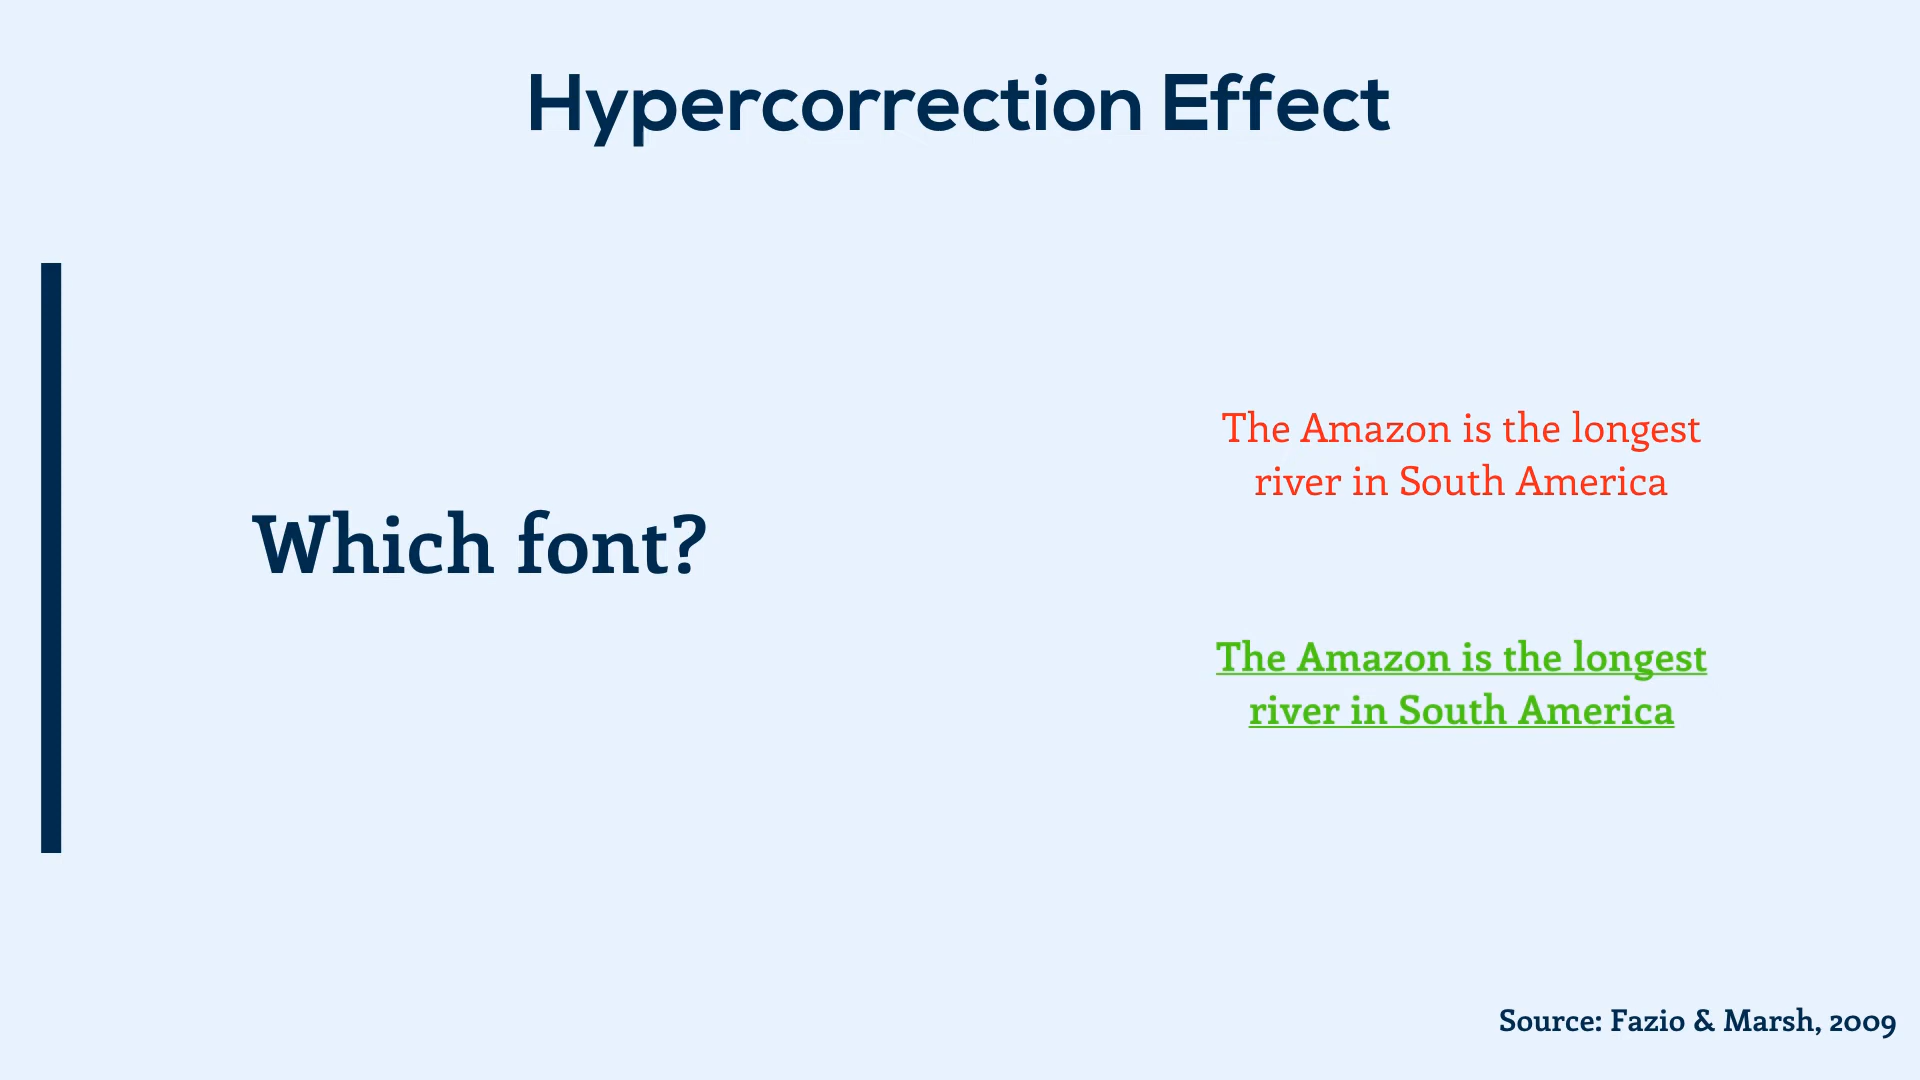 Hypercorrection Effect
Which font?
The Amazon is the longest
river in South America
The Amazon is the longest
river in South America
Source: Fazio & Marsh, 2009